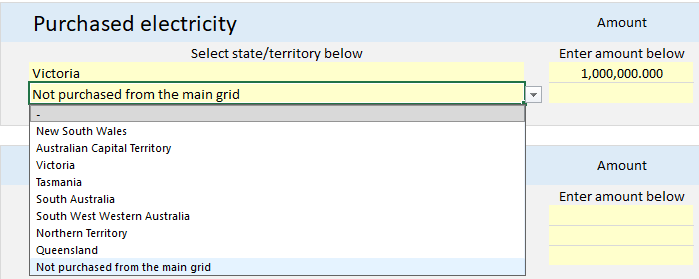 Purchased electricity Amount
Select state/territory below Enter amount below
Victoria 1,000,000.000
Not purchased from the main grid
-
New South Wales
Australian Capital Territory
Victoria
Tasmania
South Australia
South West Western Australia
Northern Territory
Queensland
Not purchased from the main grid
Amount
Enter amount below